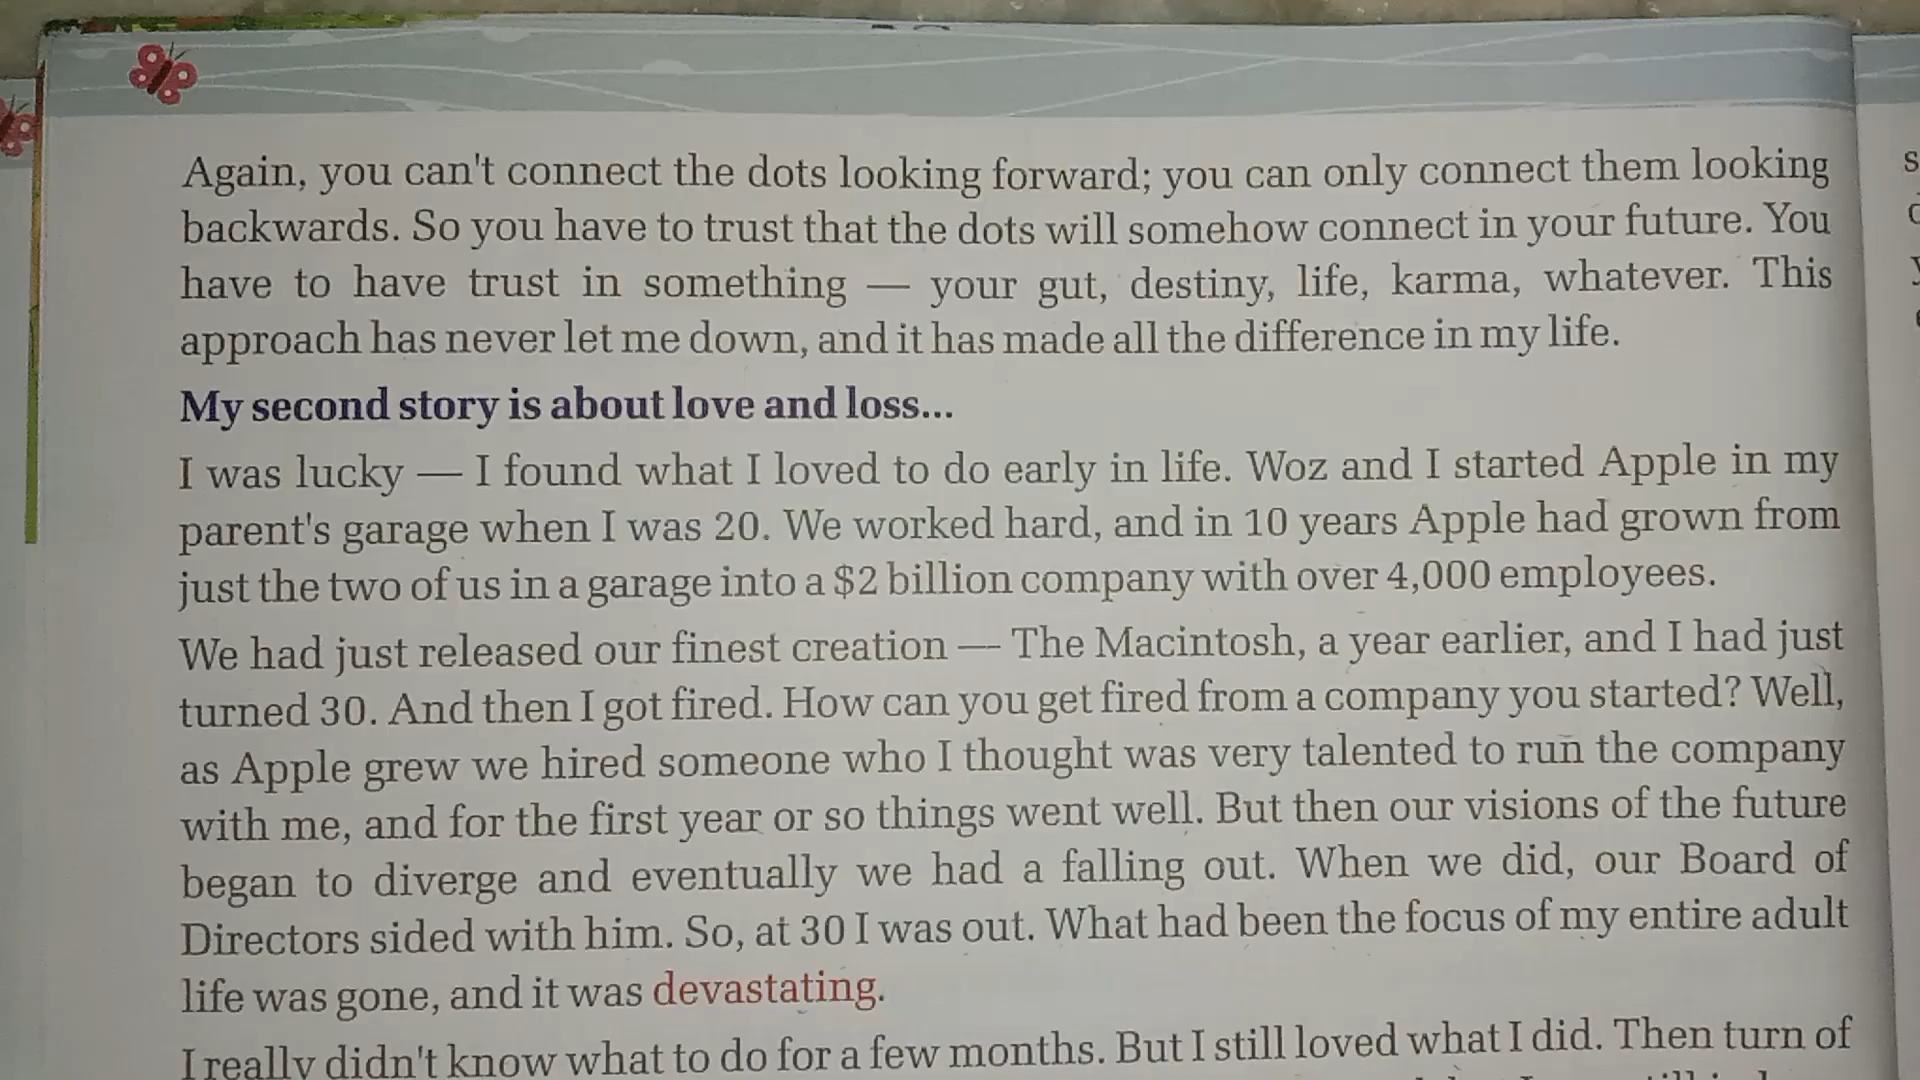 Again, you can't connect the dots looking forward; you can only connect them looking
backwards. So you have to trust that the dots will somehow connect in your future. You
have to have trust in something — your gut, destiny, life, karma, whatever. This
approach has never let me down, and it has made all the difference in my life.
My second story is about love and loss...
I was lucky — I found what I loved to do early in life. Woz and I started Apple in my
parent's garage when I was 20. We worked hard, and in 10 years Apple had grown from
just the two of us in a garage into a $2 billion company with over 4,000 employees.
We had just released our finest creation — The Macintosh, a year earlier, and I had just
turned 30. And then I got fired. How can you get fired from a company you started? Well,
as Apple grew we hired someone who I thought was very talented to run the company
with me, and for the first year or so things went well. But then our visions of the future
began to diverge and eventually we had a falling out. When we did, our Board of
Directors sided with him. So, at 30 I was out. What had been the focus of my entire adult
life was gone, and it was devastating.
I really didn't know what to do for a few months. But I still loved what I did. Then turn of